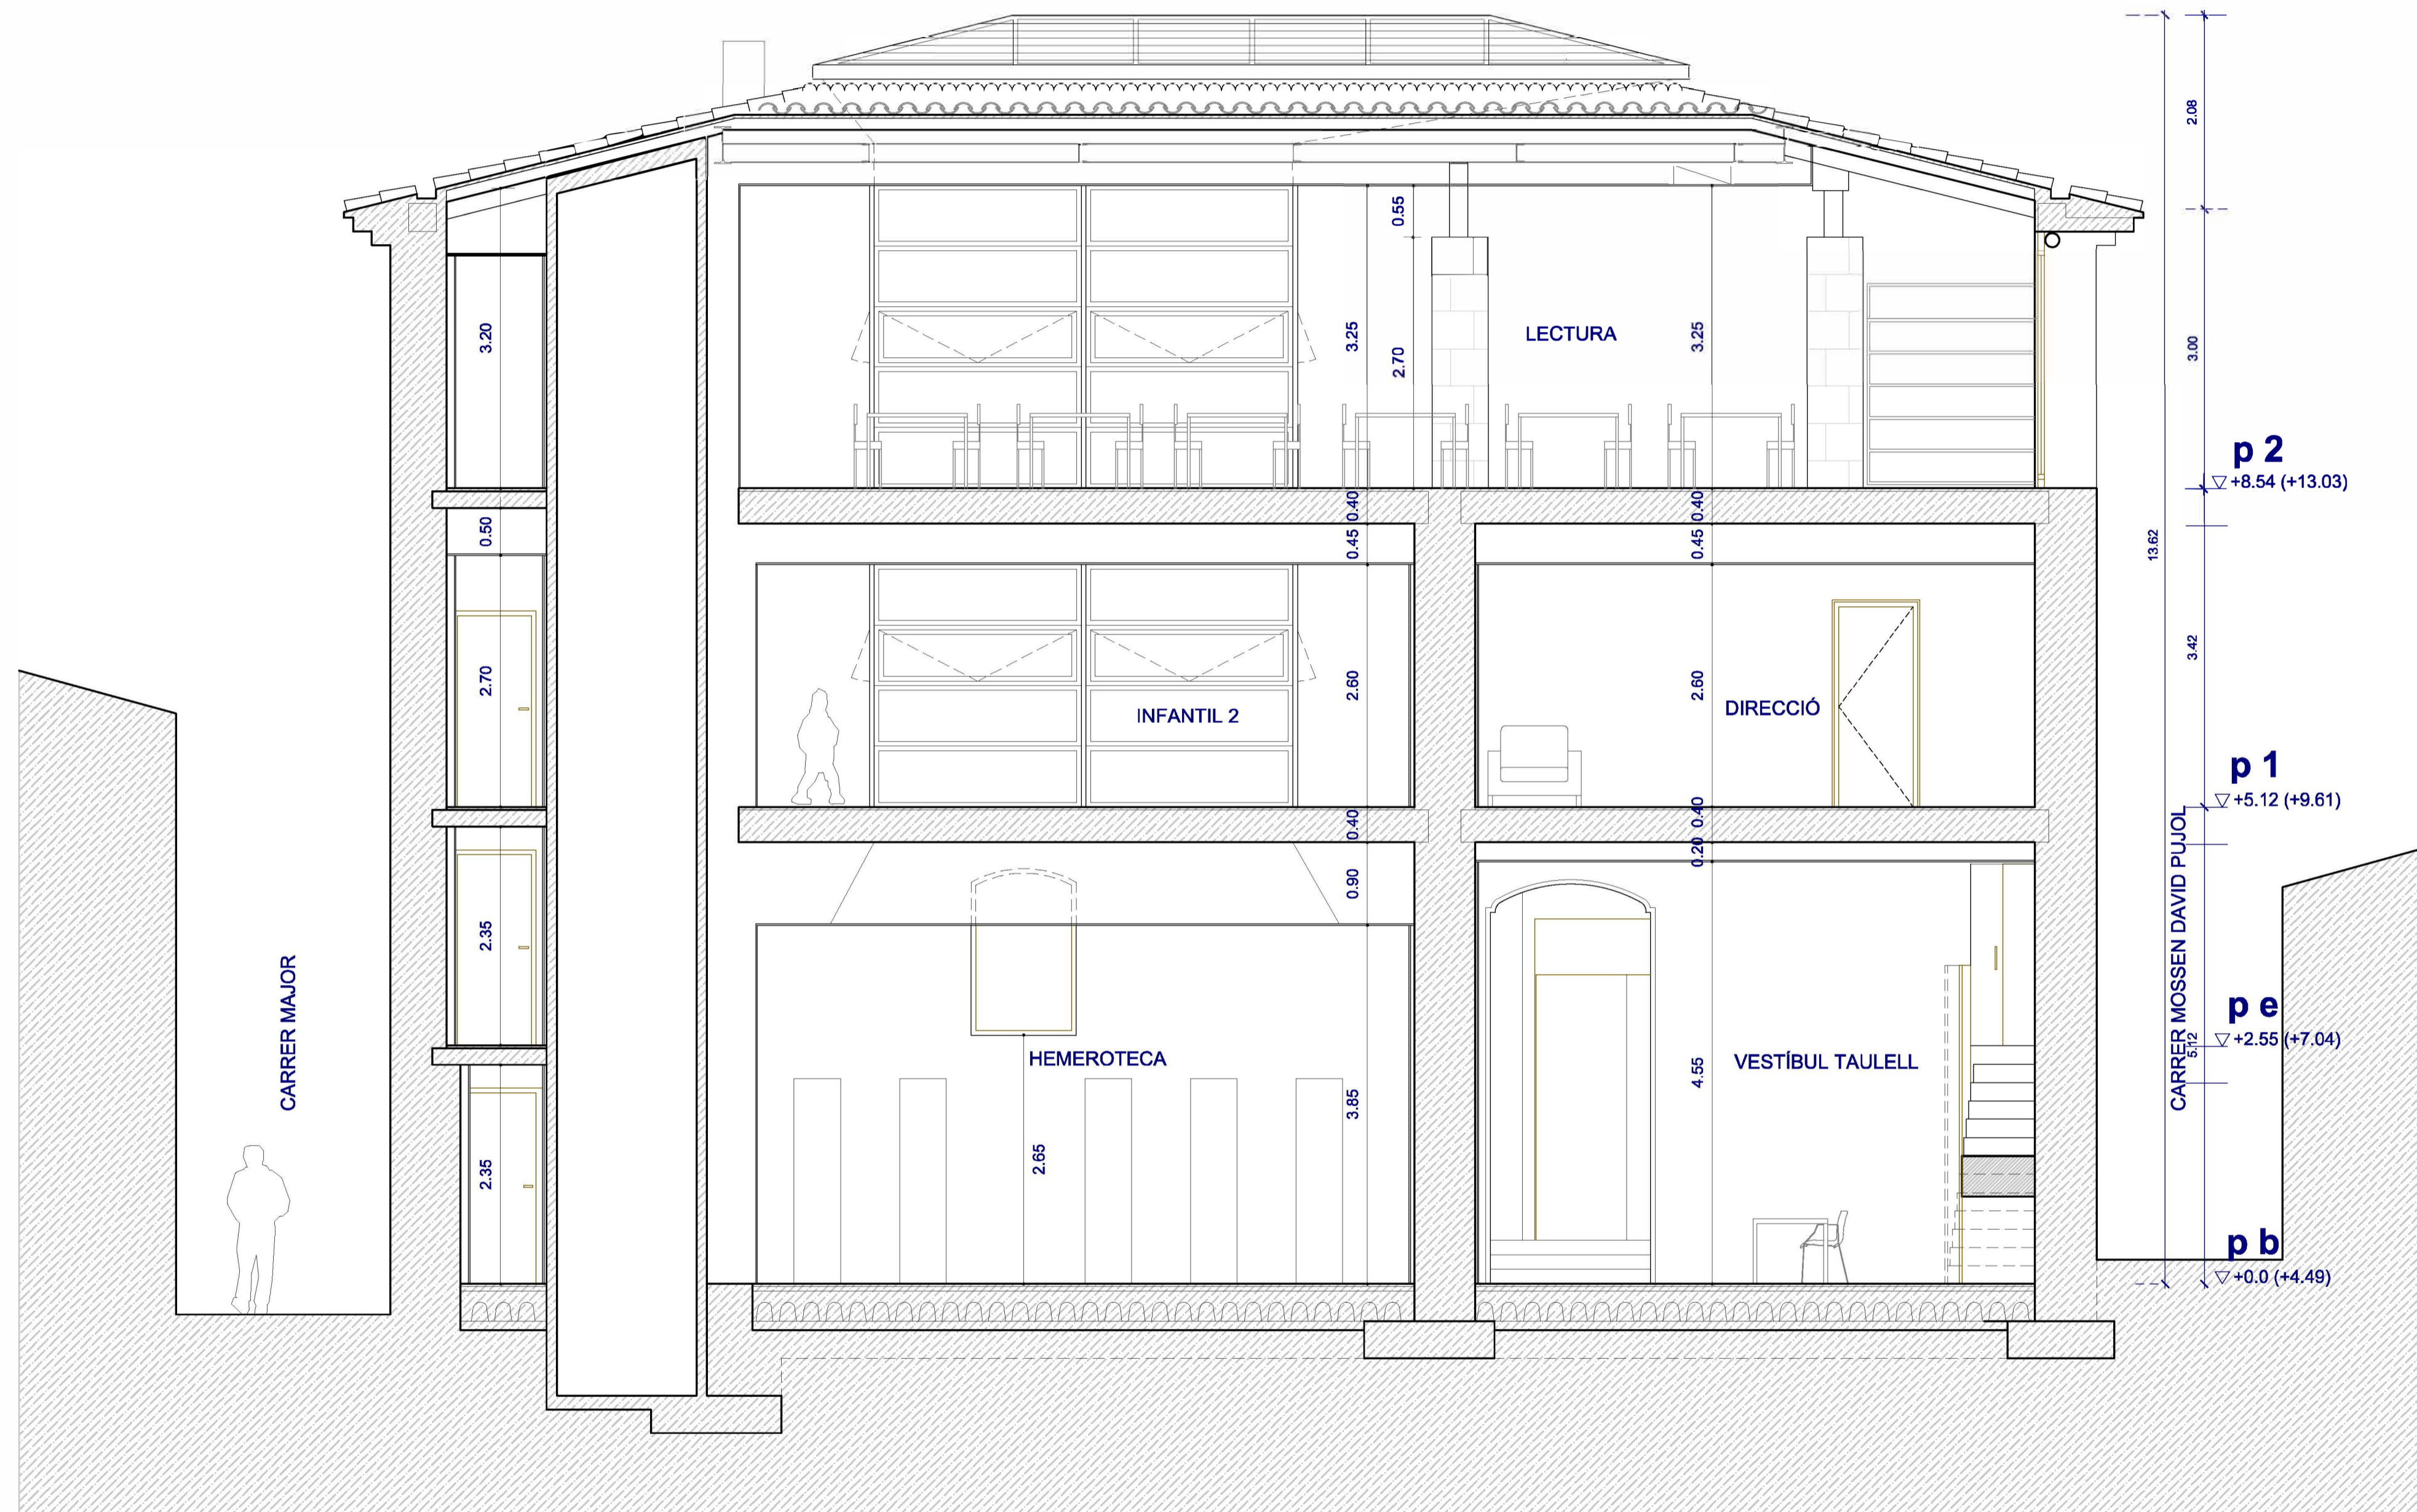 2.08
0.55
3.20
3.25
2.70
LECTURA
3.25
3.00
p 2
+8.54 (+13.03)
0.40
0.40
0.50
0.45
0.45
13.62
3.42
2.70
INFANTIL 2
2.60
2.60
DIRECCIÓ
p 1
+5.12 (+9.61)
0.40
0.40
0.20
0.90
2.35
CARRER MAJOR
HEMEROTECA
3.85
2.65
4.55
VESTÍBUL TAULELL
CARRER MOSSEN DAVID PUJOL
5.12
p e
+2.55 (+7.04)
2.35
p b
+0.0 (+4.49)